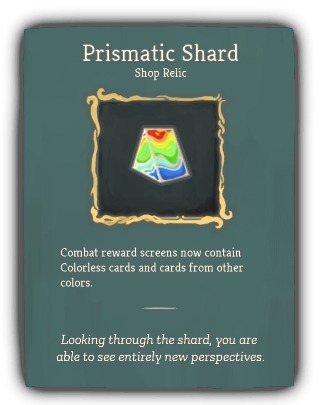 Prismatic Shard
Shop Relic
Combat reward screens now contain
Colorless cards and cards from other
colors.
Looking through the shard, you are
able to see entirely new perspectives.